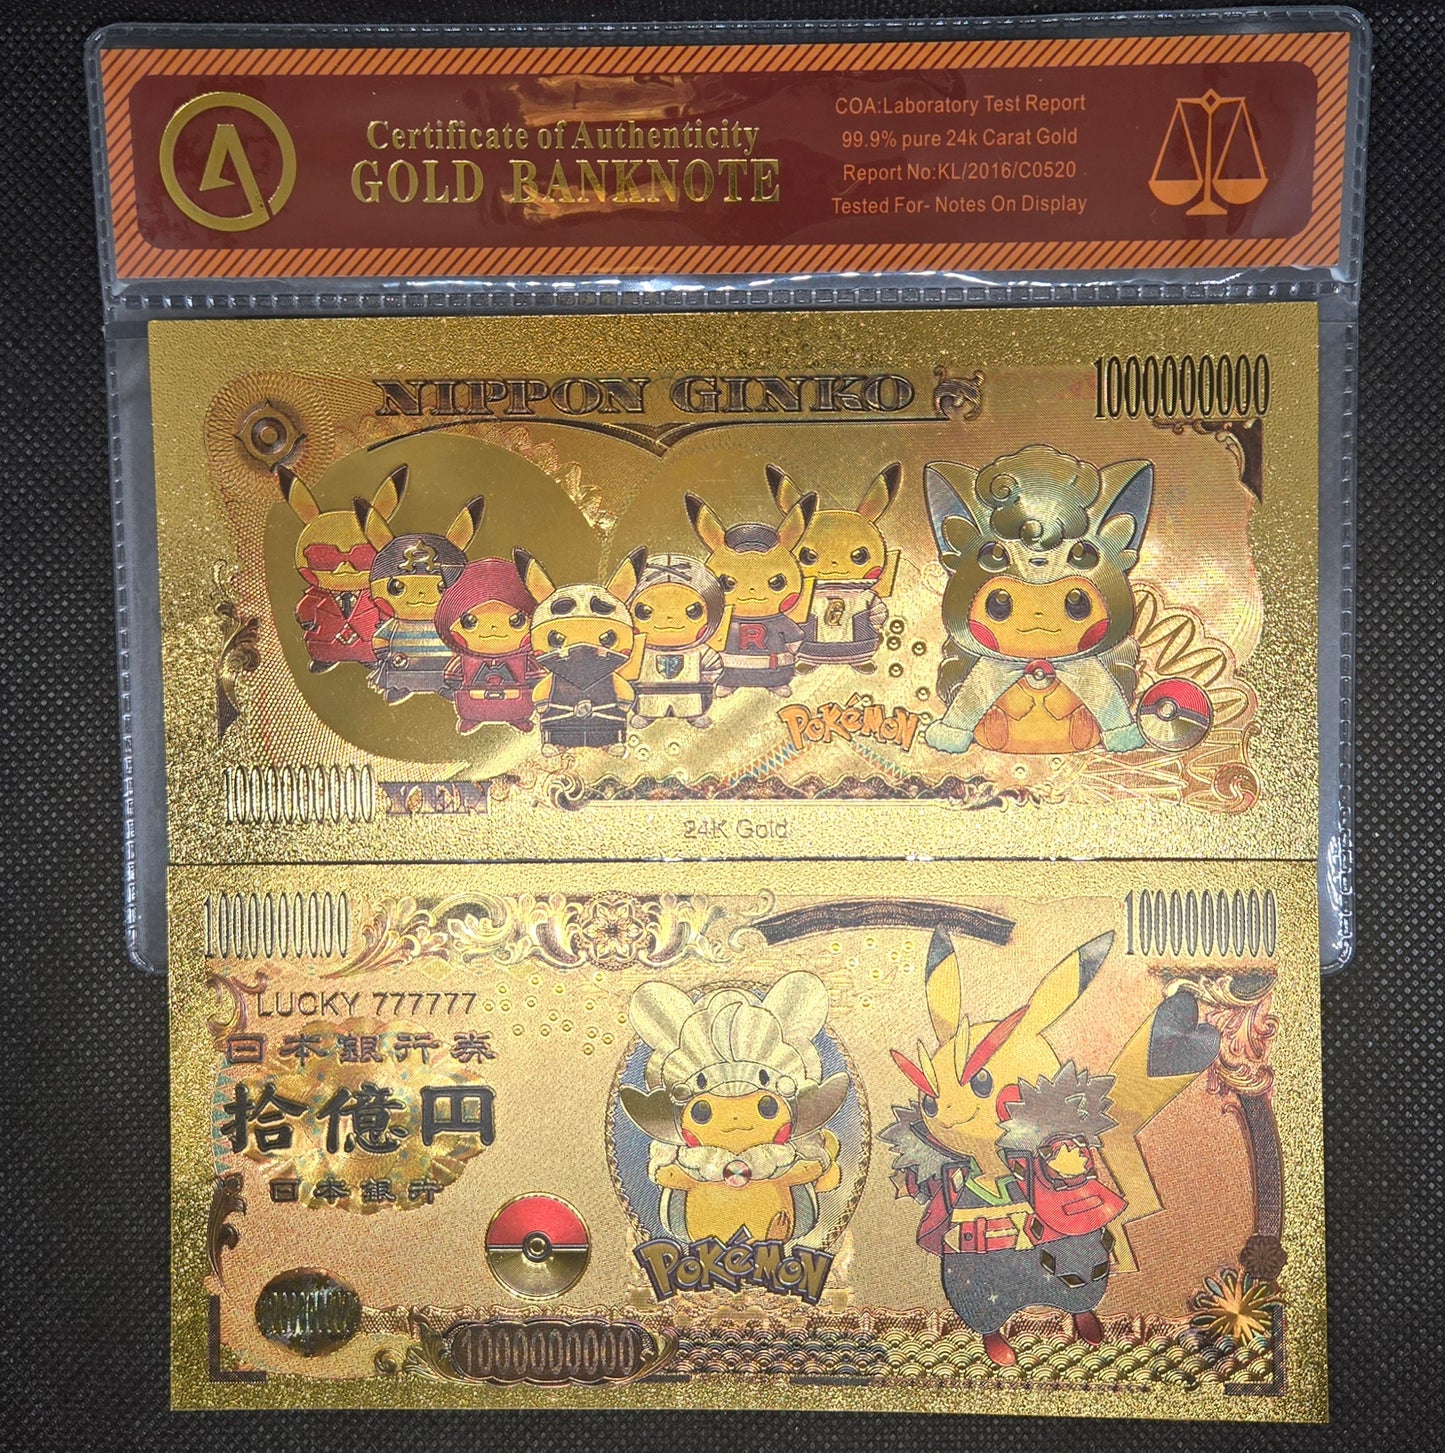 Certificate of Authenticity
GOLD BANKNOTE
COA:Laboratory Test Report
99.9% pure 24k Carat Gold
Report No:KL/2016/C0520
Tested For- Notes On Display
NIPPON GINKO
1000000000
R
G
POKéMON
1000000000 YEN
24K Gold
1000000000
1000000000
LUCKY 777777
日本銀行券
拾億円
日本銀行
POKéMON
1000000000